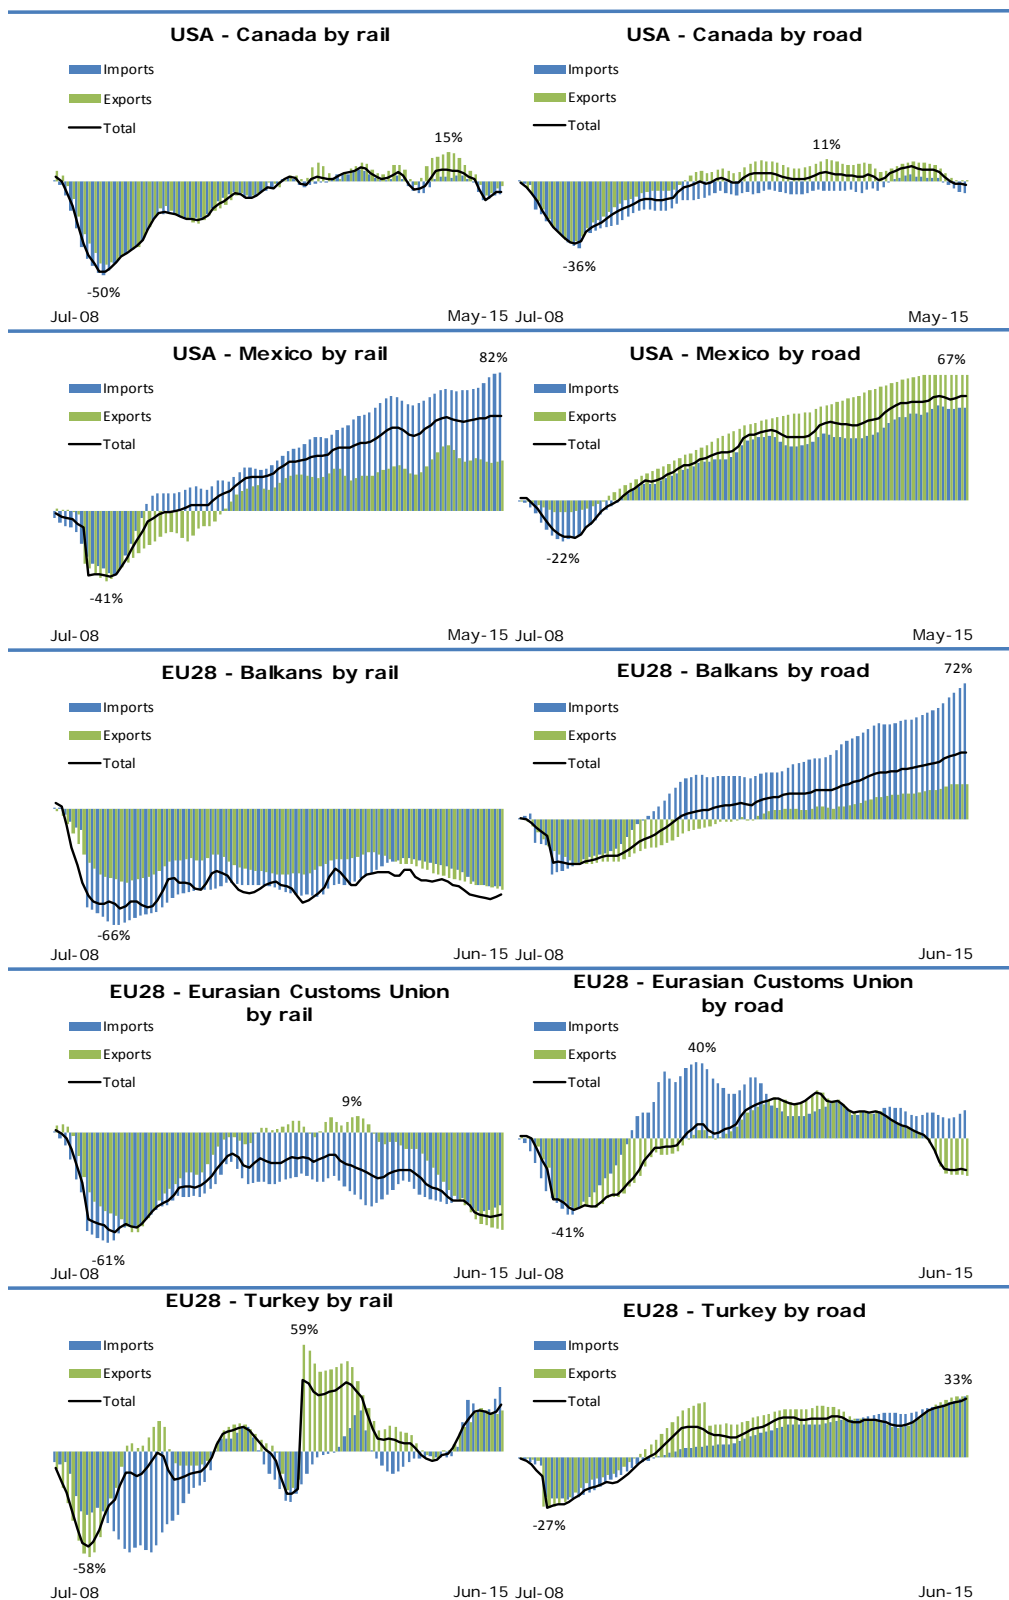 USA - Canada by rail
Imports
Exports
Total
15%
-50%
Jul-08
May-15
USA - Canada by road
Imports
Exports
Total
11%
-36%
Jul-08
May-15
USA - Mexico by rail
82%
Imports
Exports
Total
-41%
Jul-08
May-15
USA - Mexico by road
67%
Imports
Exports
Total
-22%
Jul-08
May-15
EU28 - Balkans by rail
Imports
Exports
Total
-66%
Jul-08
Jun-15
EU28 - Balkans by road
72%
Imports
Exports
Total
Jul-08
Jun-15
EU28 - Eurasian Customs Union
by rail
Imports
Exports
Total
9%
-61%
Jul-08
Jun-15
EU28 - Eurasian Customs Union
by road
Imports
Exports
Total
40%
-41%
Jul-08
Jun-15
EU28 - Turkey by rail
59%
Imports
Exports
Total
-58%
Jul-08
Jun-15
EU28 - Turkey by road
Imports
Exports
Total
33%
-27%
Jul-08
Jun-15